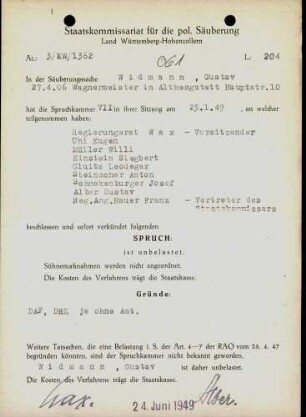 Staatskommissariat für die pol. Säuberung
Land Württemberg-Hohenzollern
Az.: 3/KW/1362 061 L: 204
In der Säuberungssache Widmann, Gustav
27.4.06 Wagnermeister in Althengstett Hauptstr.10
hat die Spruchkammer VII in ihrer Sitzung am 25.1.49, an welcher
teilgenommen haben:
Regierungsrat Wax - Vorsitzender
Uhl Eugen
Müller Willi
Einstein Siegbert
Leodegar
Steinacher Anton
Schnekenburger Josef
Alber Gustav
Reg.Ang.Hauer Franz - Vertreter des
Staatskommissars
beschlossen und sofort verkündet folgenden
SPRUCH:
ist unbelastet.
Sühnemaßnahmen werden nicht angeordnet.
Die Kosten des Verfahrens trägt die Staatskasse.
Gründe:
DAF, DHK je ohne Amt.
Weitere Tatsachen, die eine Belastung i. S. der Art. 4-7 der RAO vom 26. 4. 47
begründen könnten, sind der Spruchkammer nicht bekannt geworden.
Widmann, Gustav ist daher unbelastet.
Die Kosten des Verfahrens trägt die Staatskasse.
Wax. 24. Juni 1949 Alber.